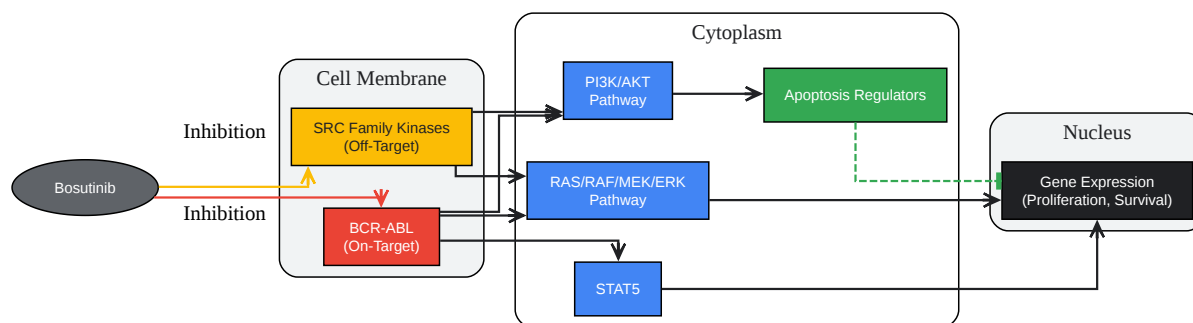 Cytoplasm
Cell Membrane
PI3K/AKT
Pathway
Apoptosis Regulators
Inhibition
SRC Family Kinases
(Off-Target)
Nucleus
Bosutinib
RAS/RAF/MEK/ERK
Pathway
Gene Expression
(Proliferation, Survival)
Inhibition
BCR-ABL
(On-Target)
STAT5